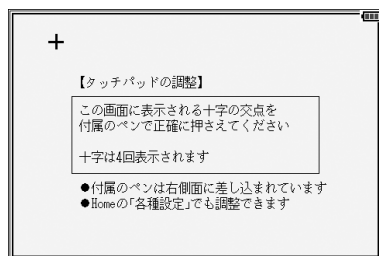 【タッチパッドの調整】
この画面に表示される十字の交点を
付属のペンで正確に押さえてください
十字は4回表示されます
●付属のペンは右側面に差し込まれています
●Homeの「各種設定」でも調整できます